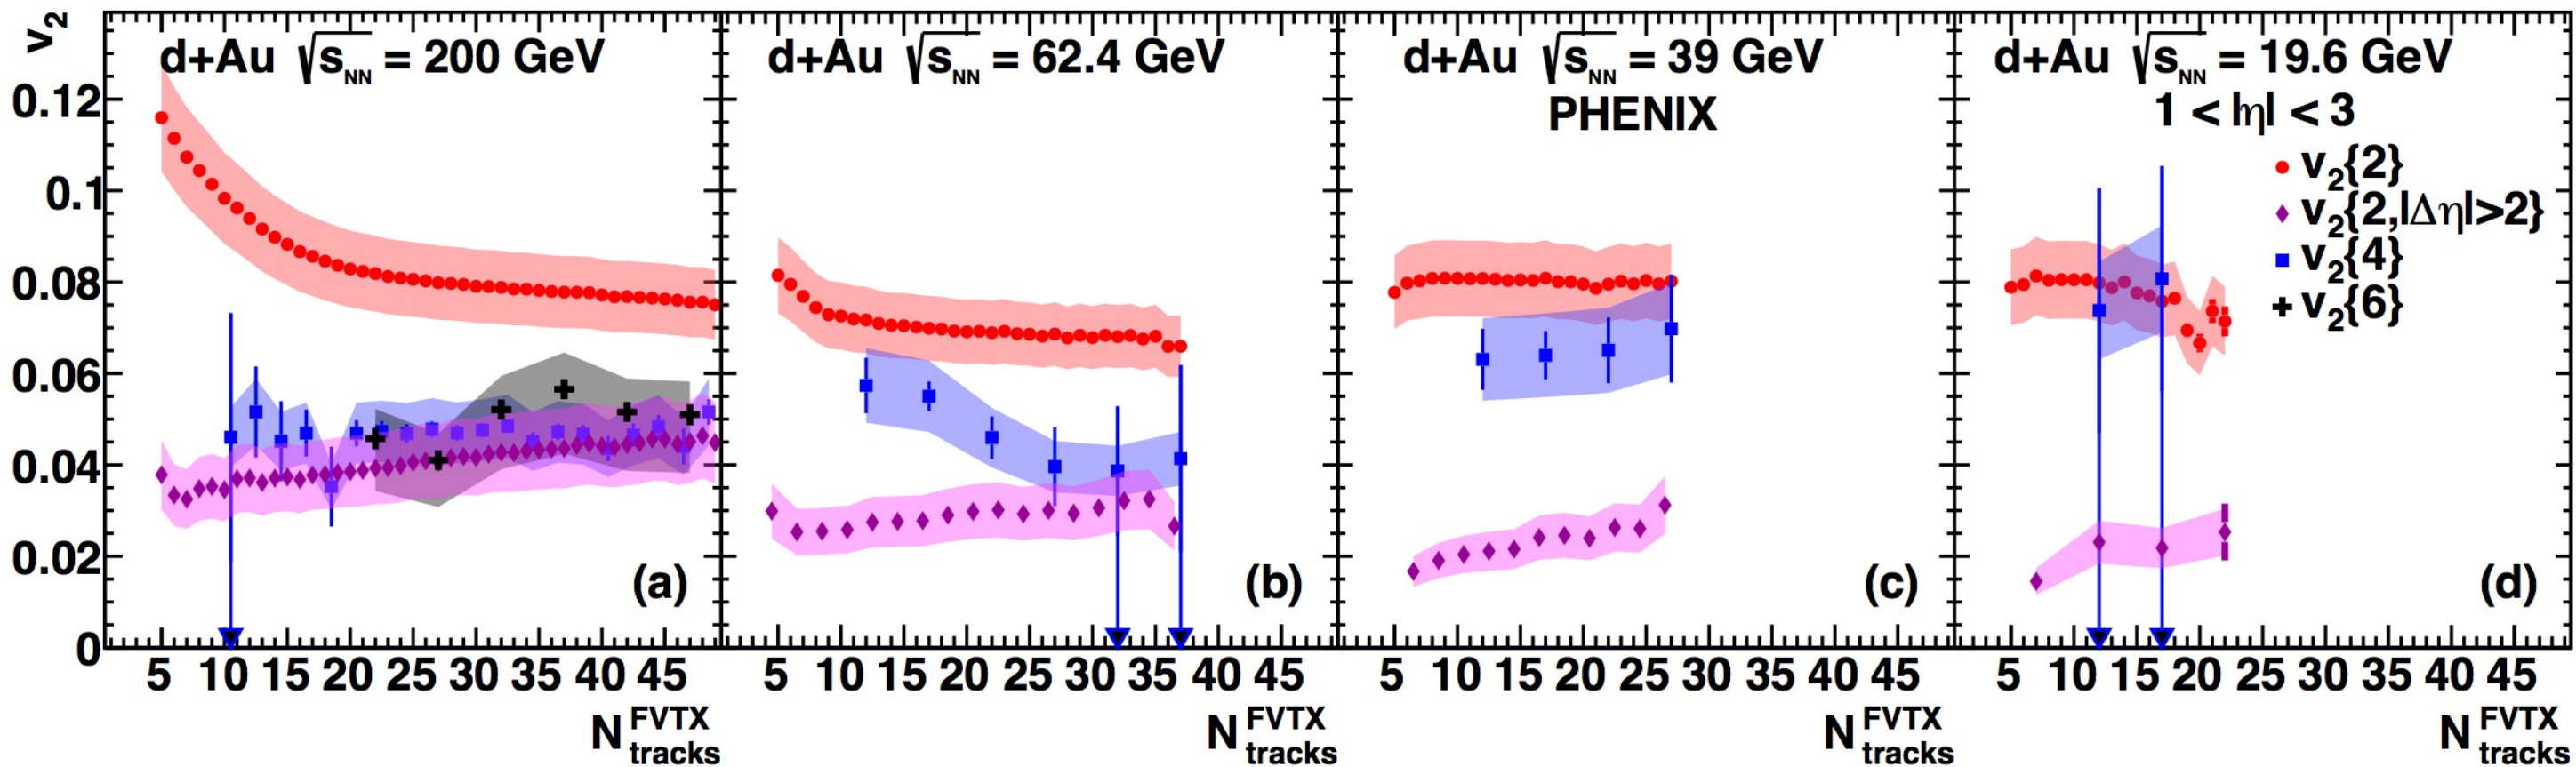 v₂
d+Au √sNN = 200 GeV
0.12
0.1
0.08
0.06
0.04
0.02
0
(a)
5 10 15 20 25 30 35 40 45
N FVTX tracks
d+Au √sNN = 62.4 GeV
(b)
5 10 15 20 25 30 35 40 45
N FVTX tracks
d+Au √sNN = 39 GeV
PHENIX
(c)
5 10 15 20 25 30 35 40 45
N FVTX tracks
d+Au √sNN = 19.6 GeV
1 < |η| < 3
v₂{2}
v₂{2,|Δη|>2}
v₂{4}
v₂{6}
(d)
5 10 15 20 25 30 35 40 45
N FVTX tracks